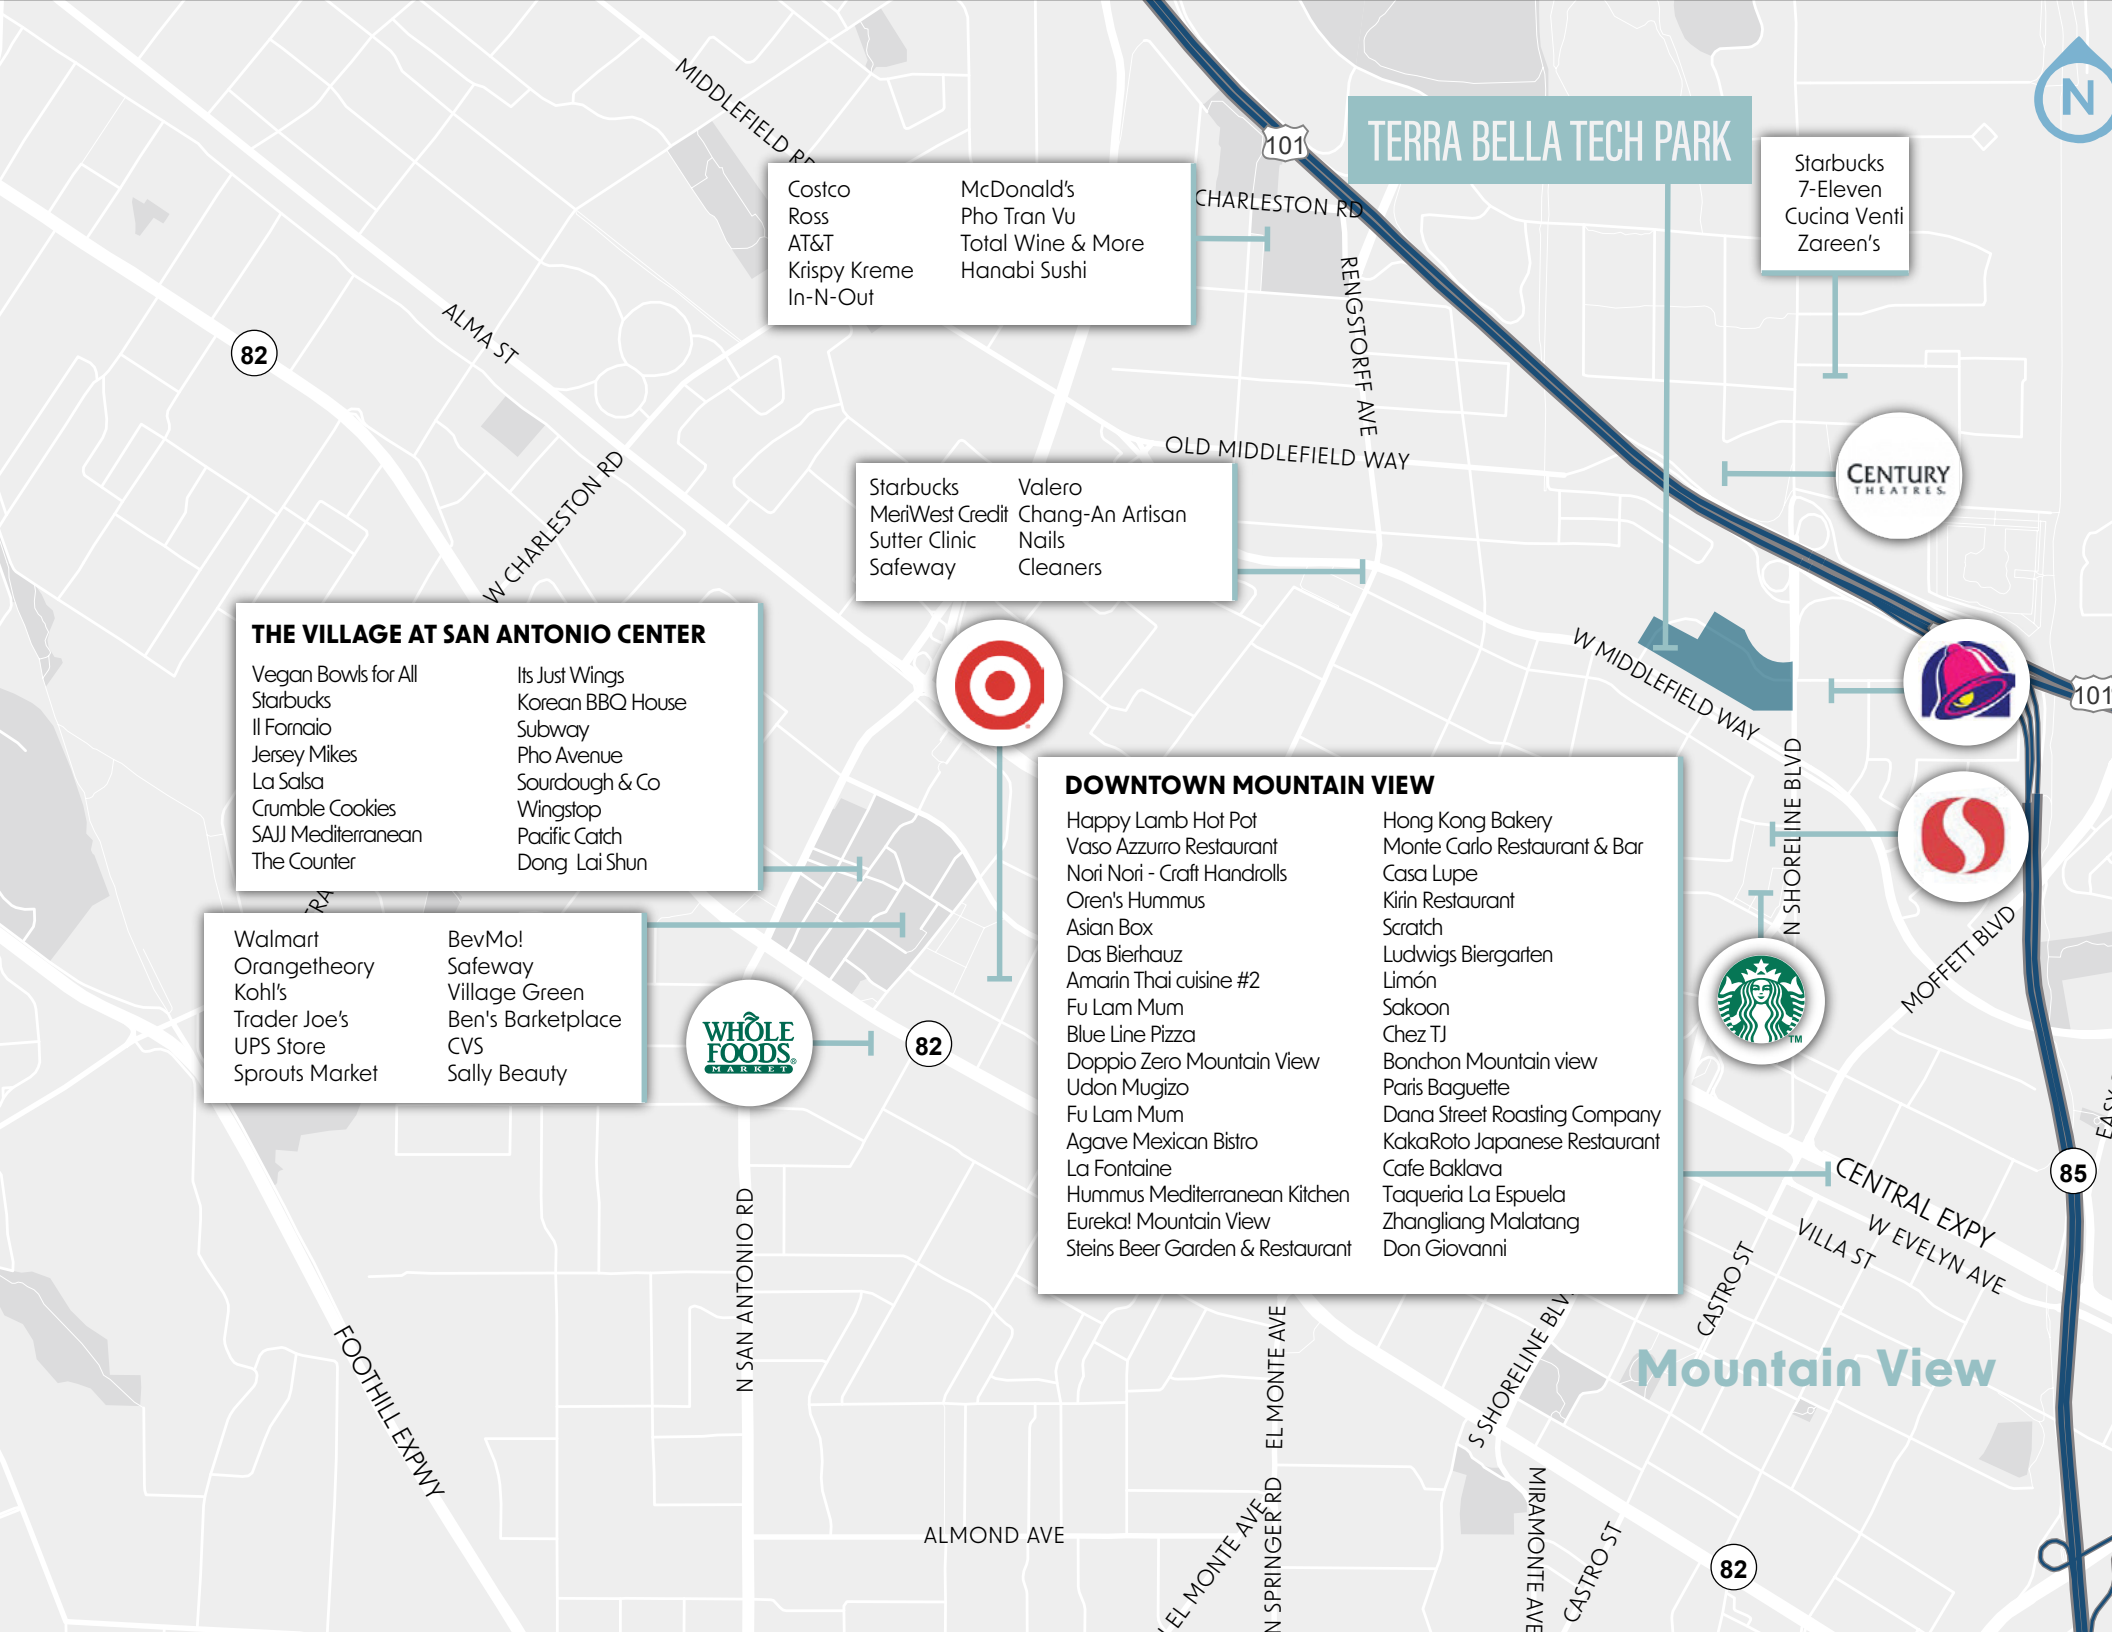 MIDDLEFIELD RD
101
TERRA BELLA TECH PARK
N
Starbucks
7-Eleven
Cucina Venti
Zareen's
Costco
Ross
AT&T
Krispy Kreme
In-N-Out
McDonald's
Pho Tran Vu
Total Wine & More
Hanabi Sushi
CHARLESTON RD
RENGSTORFF AVE
82
ALMA ST
OLD MIDDLEFIELD WAY
CENTURY
THEATRES
W CHARLESTON RD
Starbucks
MeriWest Credit
Sutter Clinic
Safeway
Valero
Chang-An Artisan
Nails
Cleaners
THE VILLAGE AT SAN ANTONIO CENTER
Vegan Bowls for All
Starbucks
Il Fornaio
Jersey Mikes
La Salsa
Crumble Cookies
SAJJ Mediterranean
The Counter
Its Just Wings
Korean BBQ House
Subway
Pho Avenue
Sourdough & Co
Wingstop
Pacific Catch
Dong Lai Shun
W MIDDLEFIELD WAY
101
N SHORELINE BLVD
DOWNTOWN MOUNTAIN VIEW
Happy Lamb Hot Pot
Vaso Azzurro Restaurant
Nori Nori - Craft Handrolls
Oren's Hummus
Asian Box
Das Bierhauz
Amarin Thai cuisine #2
Fu Lam Mum
Blue Line Pizza
Doppio Zero Mountain View
Udon Mugizo
Fu Lam Mum
Agave Mexican Bistro
La Fontaine
Hummus Mediterranean Kitchen
Eureka! Mountain View
Steins Beer Garden & Restaurant
Hong Kong Bakery
Monte Carlo Restaurant & Bar
Casa Lupe
Kirin Restaurant
Scratch
Ludwigs Biergarten
Limón
Sakoon
Chez TJ
Bonchon Mountain view
Paris Baguette
Dana Street Roasting Company
KakaRoto Japanese Restaurant
Cafe Baklava
Taqueria La Espuela
Zhangliang Malatang
Don Giovanni
Walmart
Orangetheory
Kohl's
Trader Joe's
UPS Store
Sprouts Market
BevMo!
Safeway
Village Green
Ben's Barketplace
CVS
Sally Beauty
WHOLE
FOODS
MARKET
82
TM
MOFFETT BLVD
85
CENTRAL EXPY
W EVELYN AVE
VILLA ST
CASTRO ST
Mountain View
N SAN ANTONIO RD
FOOTHILL EXPWY
EL MONTE AVE
S SHORELINE BLV
ALMOND AVE
EL MONTE AVE
N SPRINGER RD
MIRAMONTE AVE
CASTRO ST
82